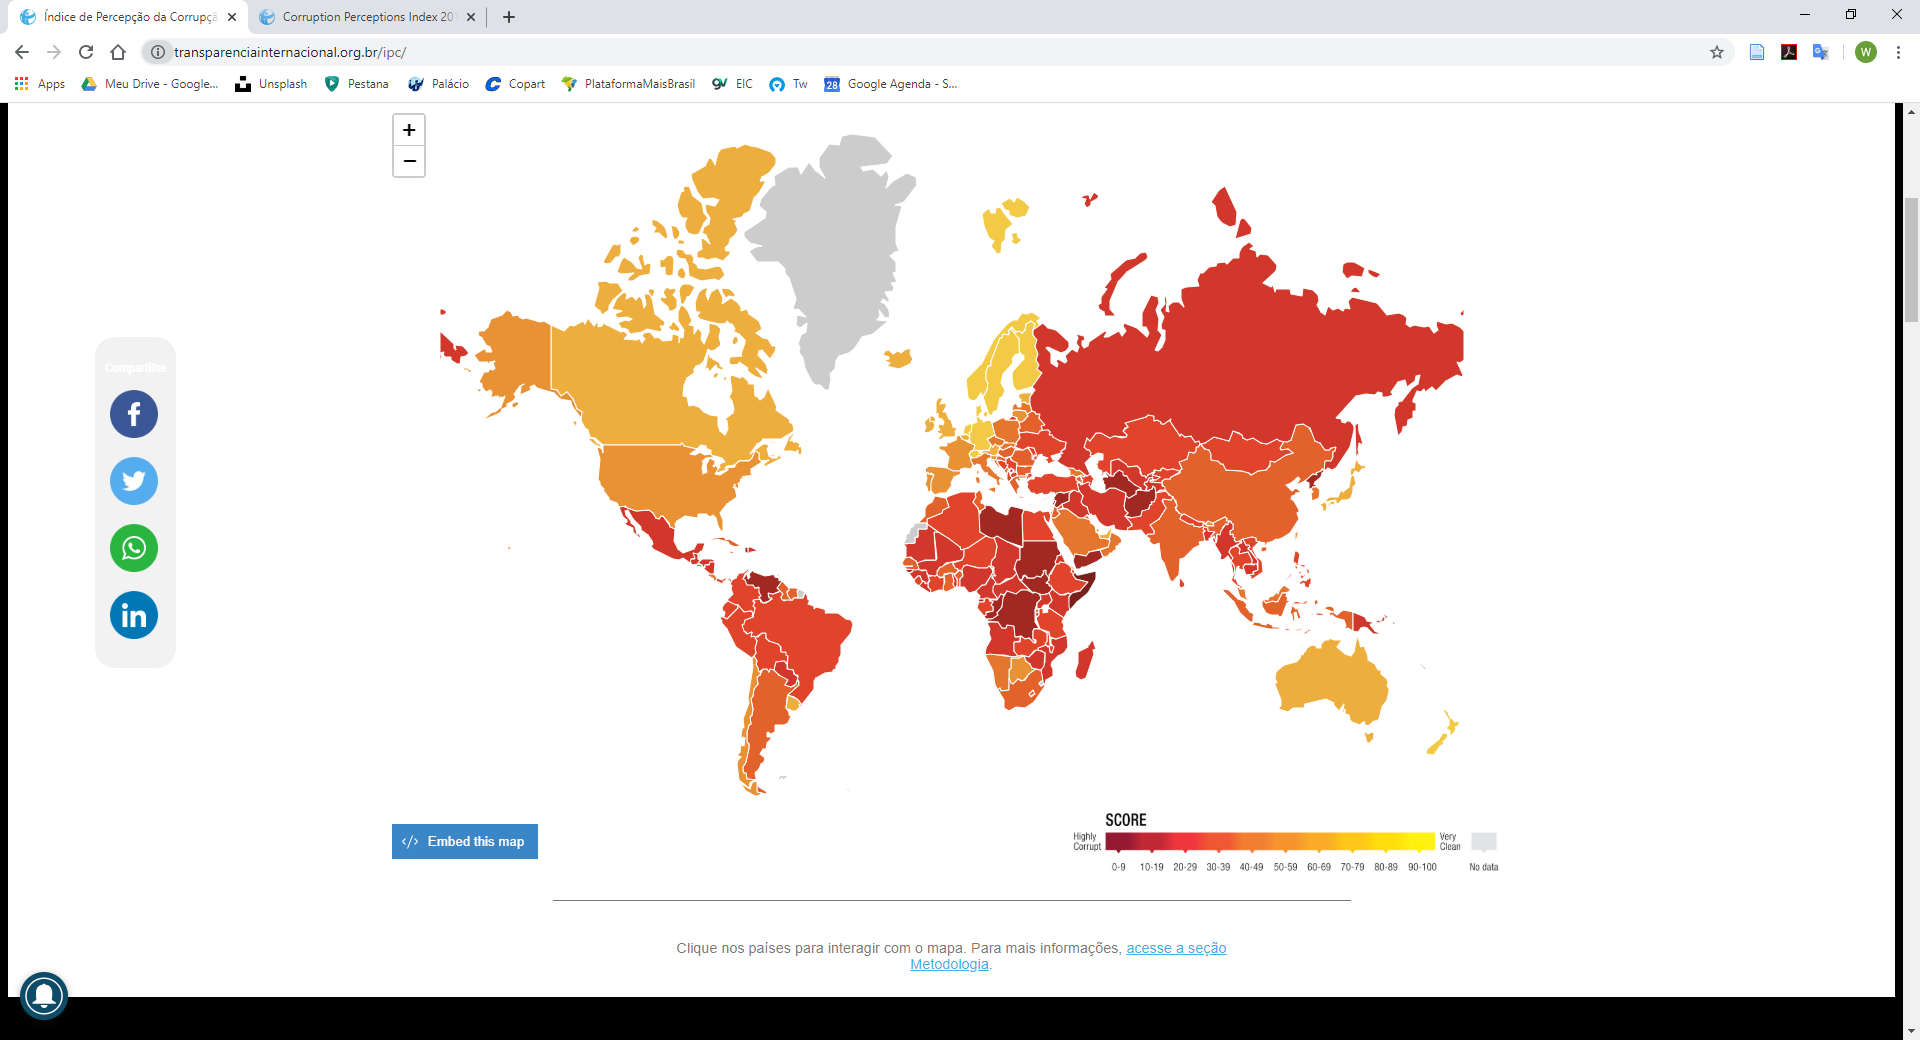 Índice de Percepção da Corrupçã
Corruption Perceptions Index 201
transparenciainternacional.org.br/ipc/
W
Apps
Meu Drive - Google...
Unsplash
Pestana
Palácio
Copart
PlataformaMaisBrasil
EIC
Tw
28
Google Agenda - S...
+
−
Compartilhe
</> Embed this map
SCORE
Highly Corrupt
Very Clean
0-9 10-19 20-29 30-39 40-49 50-59 60-69 70-79 80-89 90-100 No data
Clique nos países para interagir com o mapa. Para mais informações, acesse a seção
Metodologia.